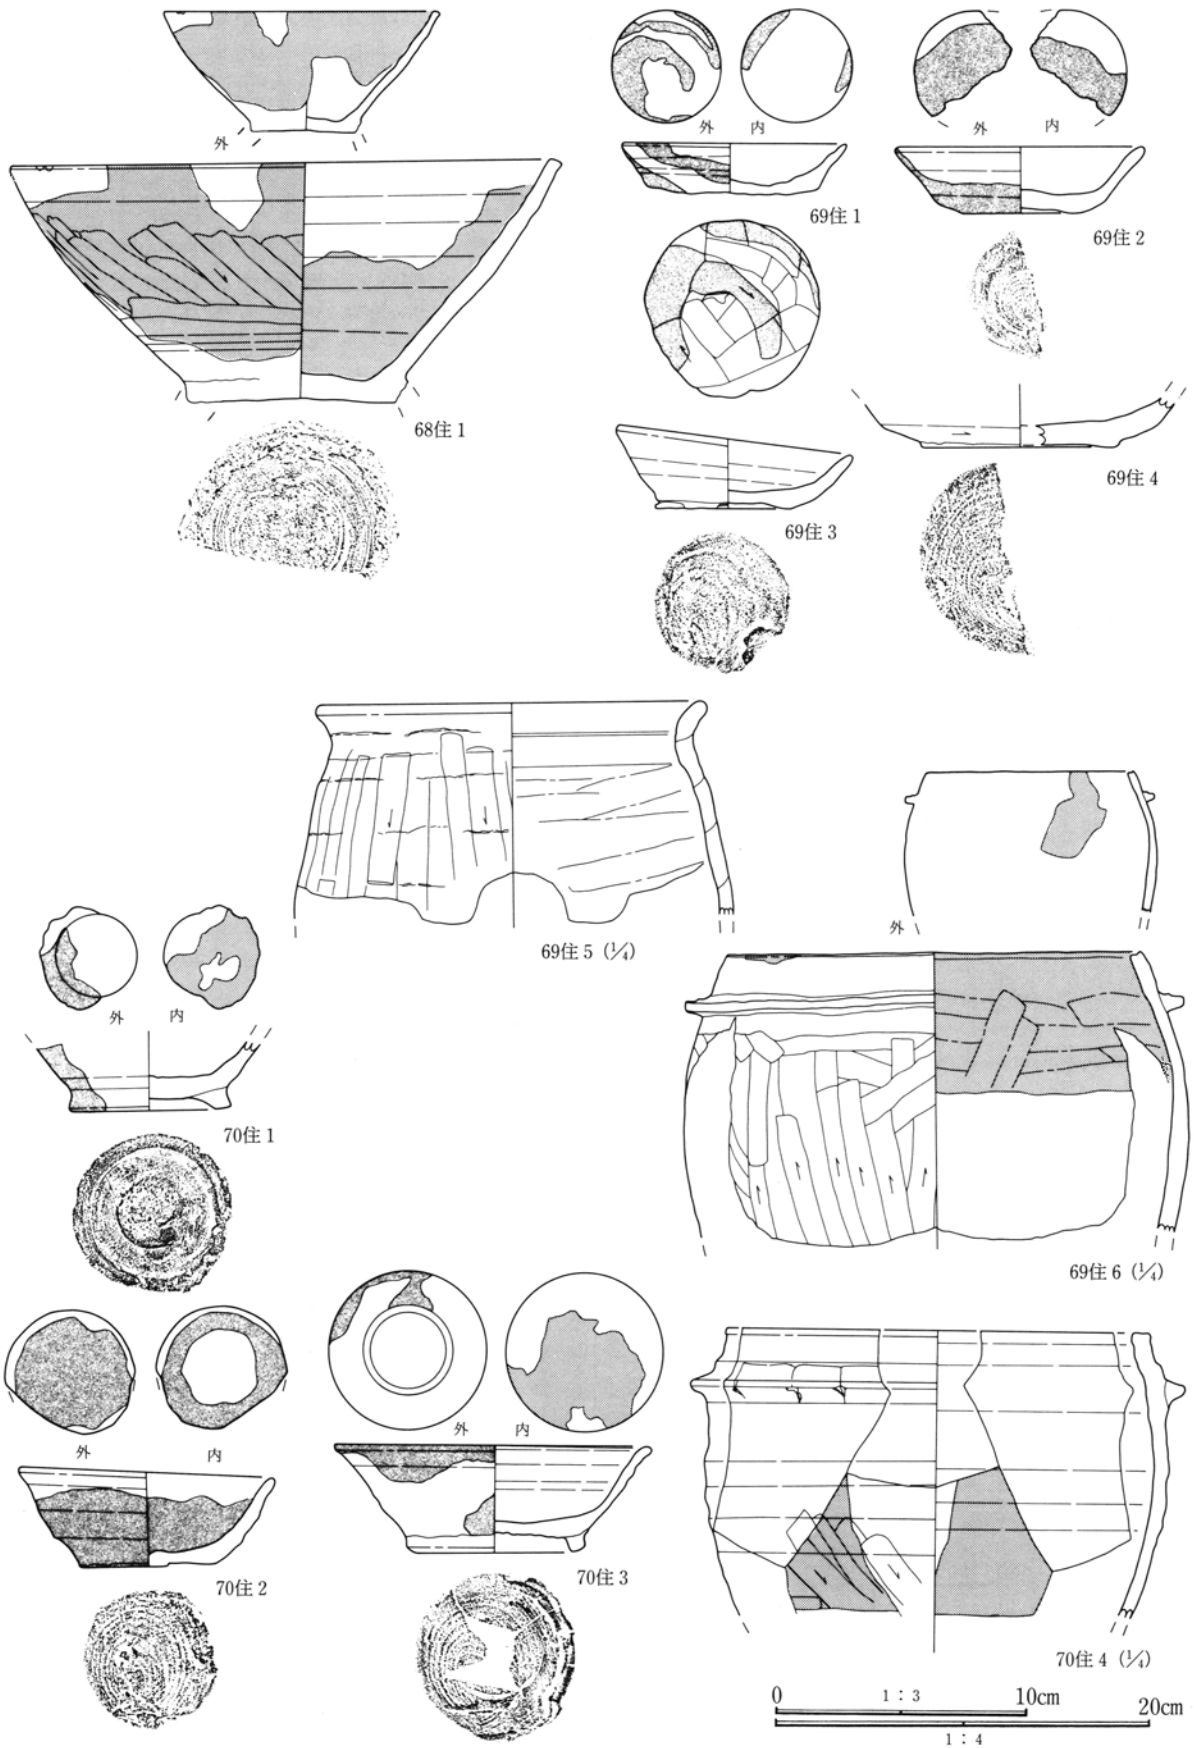 外
68住1
外 内
69住1
外 内
69住2
69住3
69住4
69住5 (1/4)
外
69住6 (1/4)
外 内
70住1
外 内
70住2
外 内
70住3
70住4 (1/4)
0 1:3 10cm
20cm
1:4